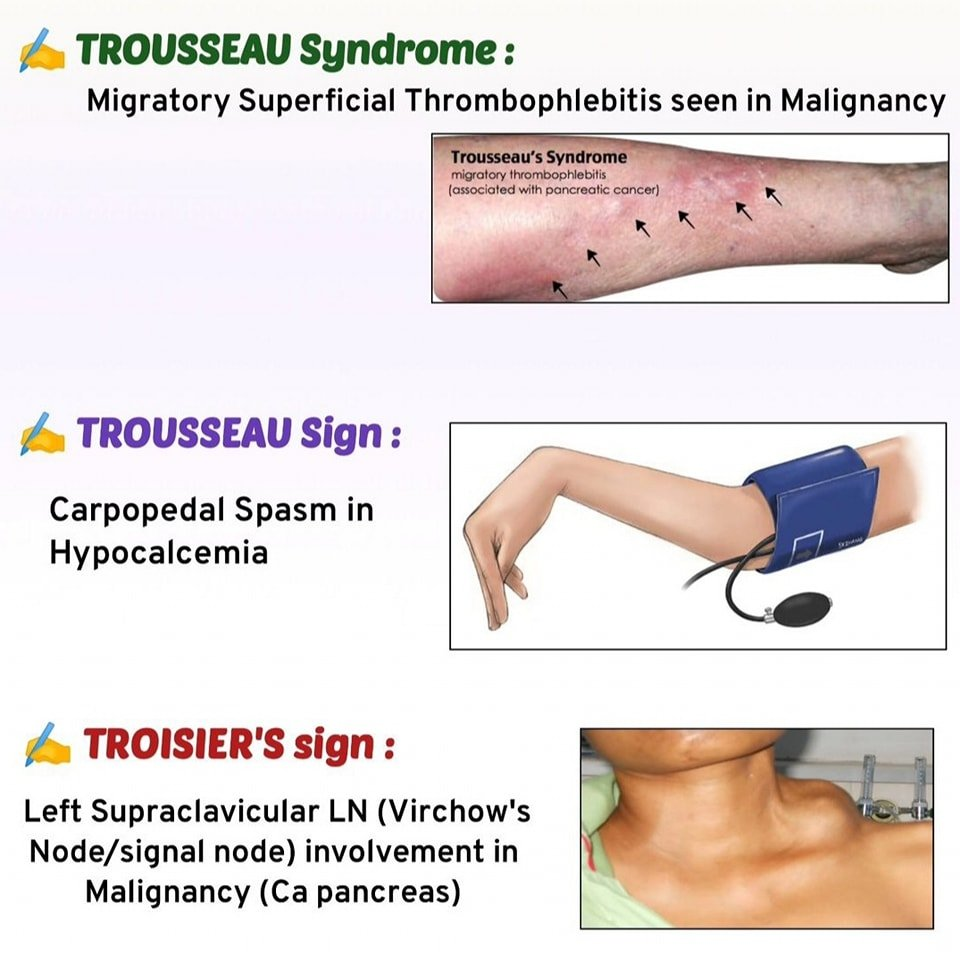 ✍️ TROUSSEAU Syndrome :
Migratory Superficial Thrombophlebitis seen in Malignancy
Trousseau's Syndrome
migratory thrombophlebitis
(associated with pancreatic cancer)
✍️ TROUSSEAU Sign :
Carpopedal Spasm in
Hypocalcemia
✍️ TROISIER'S sign :
Left Supraclavicular LN (Virchow's
Node/signal node) involvement in
Malignancy (Ca pancreas)